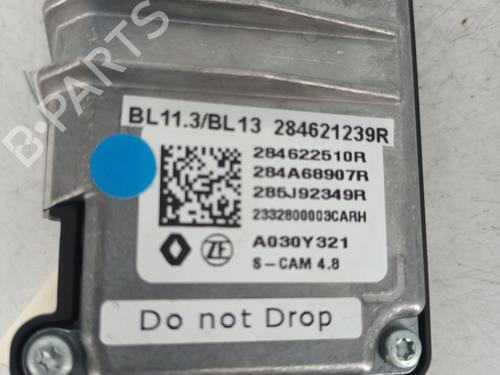 B-PARTS
BL11.3/BL13 284621239R
284622510R
284A68907R
285J92349R
2332800003CARH
A030Y321
ZF
S-CAM 4.8
Do not Drop